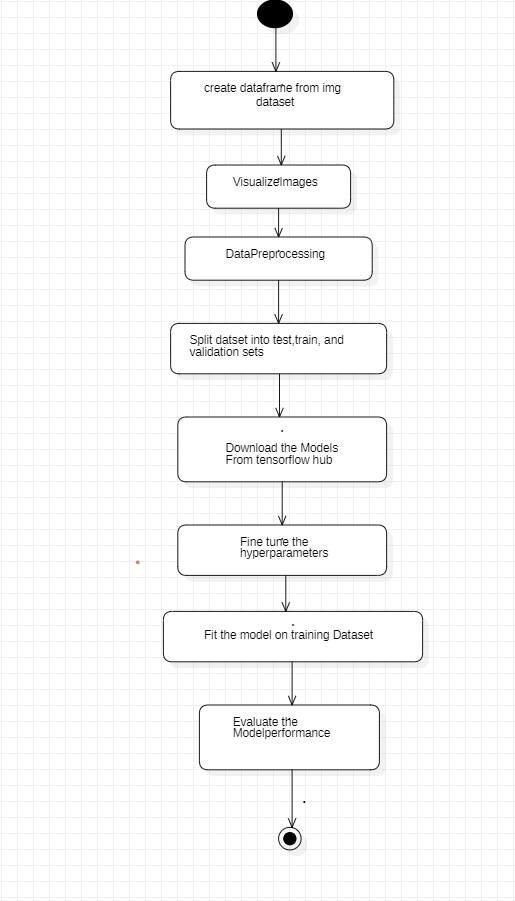 create dataframe from img
dataset
VisualizeImages
DataPreprocessing
Split datset into test,train, and
validation sets
Download the Models
From tensorflow hub
Fine tune the
hyperparameters
Fit the model on training Dataset
Evaluate the
Modelperformance